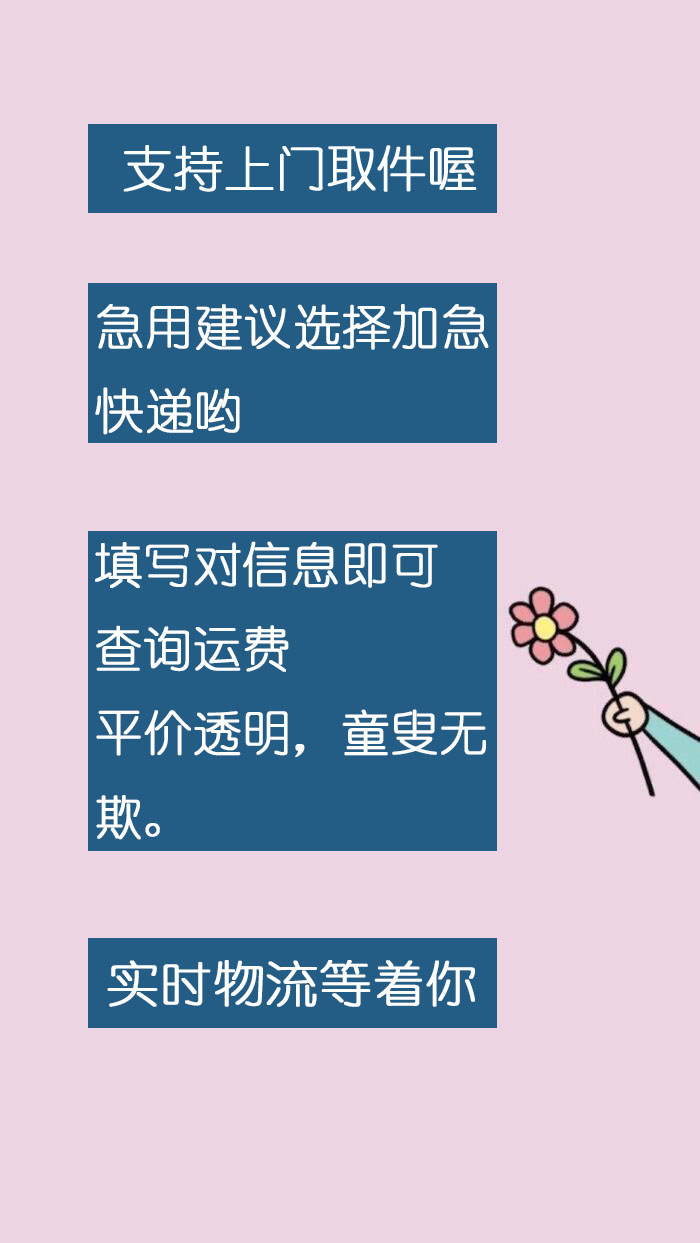 支持上门取件喔
急用建议选择加急
快递哟
填写对信息即可
查询运费
平价透明，童叟无
欺。
实时物流等着你